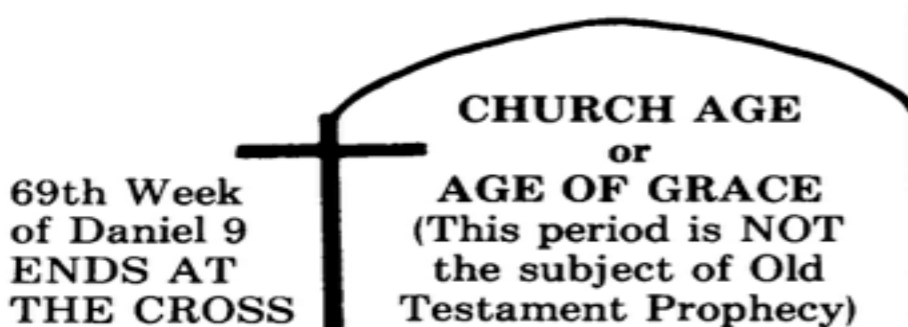 69th Week
of Daniel 9
ENDS AT
THE CROSS
CHURCH AGE
or
AGE OF GRACE
(This period is NOT
the subject of Old
Testament Prophecy)